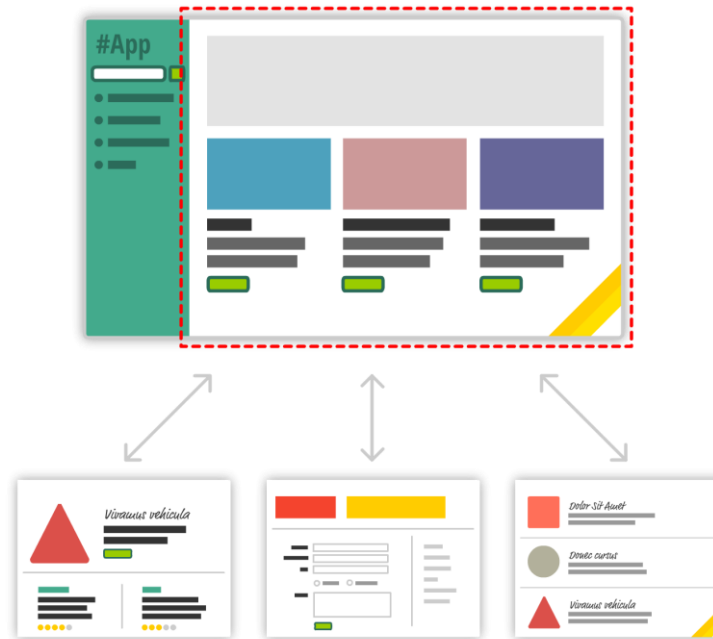 #App
Vivamus vehicula
Dolor Sit Amet
Donec cursus
Vivamus vehicula